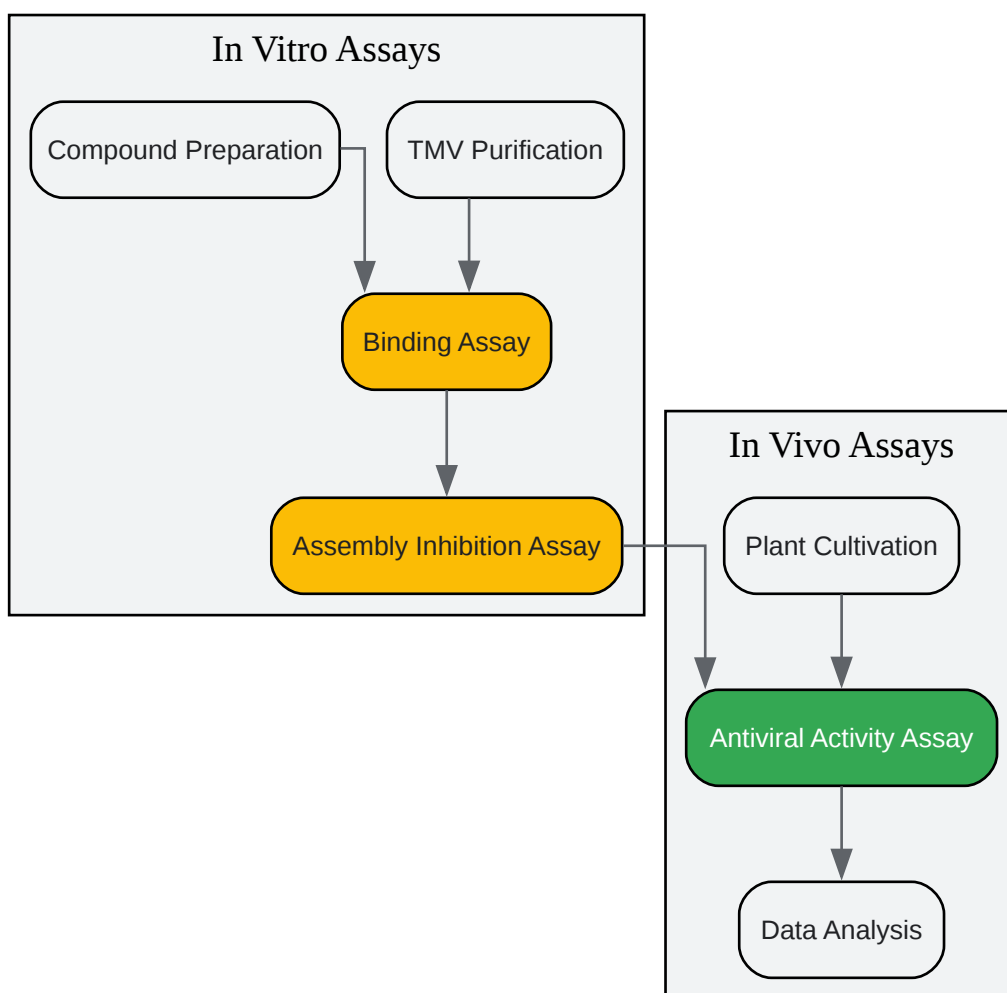 In Vitro Assays
Compound Preparation
TMV Purification
Binding Assay
Assembly Inhibition Assay
In Vivo Assays
Plant Cultivation
Antiviral Activity Assay
Data Analysis